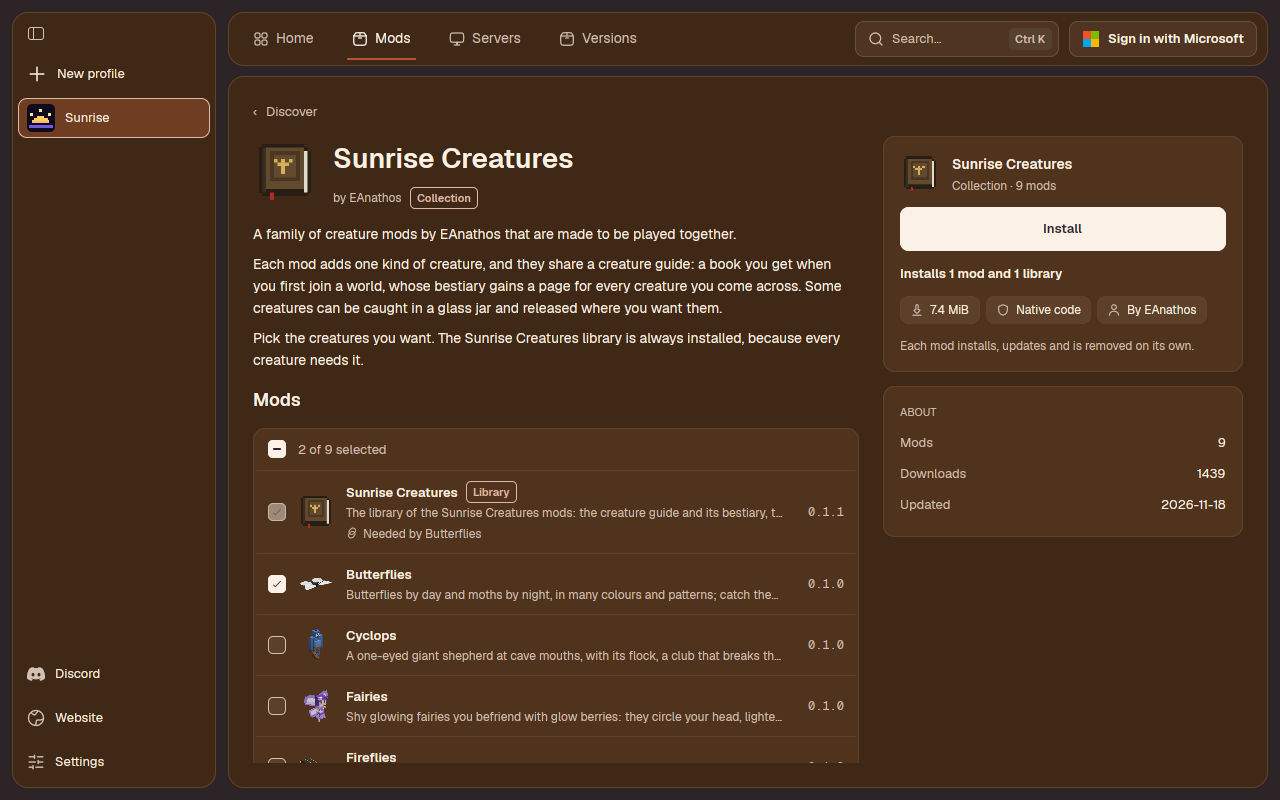 New profile
Sunrise
Discord
Website
Settings
Home
Mods
Servers
Versions
Search...
Ctrl K
Sign in with Microsoft
‹ Discover
Sunrise Creatures
by EAnathos
Collection
A family of creature mods by EAnathos that are made to be played together.
Each mod adds one kind of creature, and they share a creature guide: a book you get when
you first join a world, whose bestiary gains a page for every creature you come across. Some
creatures can be caught in a glass jar and released where you want them.
Pick the creatures you want. The Sunrise Creatures library is always installed, because every
creature needs it.
Mods
2 of 9 selected
Sunrise Creatures
Library
The library of the Sunrise Creatures mods: the creature guide and its bestiary, t...
Needed by Butterflies
0.1.1
Butterflies
Butterflies by day and moths by night, in many colours and patterns; catch the...
0.1.0
Cyclops
A one-eyed giant shepherd at cave mouths, with its flock, a club that breaks th...
0.1.0
Fairies
Shy glowing fairies you befriend with glow berries: they circle your head, lighte...
0.1.0
Fireflies
Sunrise Creatures
Collection · 9 mods
Install
Installs 1 mod and 1 library
7.4 MiB
Native code
By EAnathos
Each mod installs, updates and is removed on its own.
ABOUT
Mods
9
Downloads
1439
Updated
2026-11-18